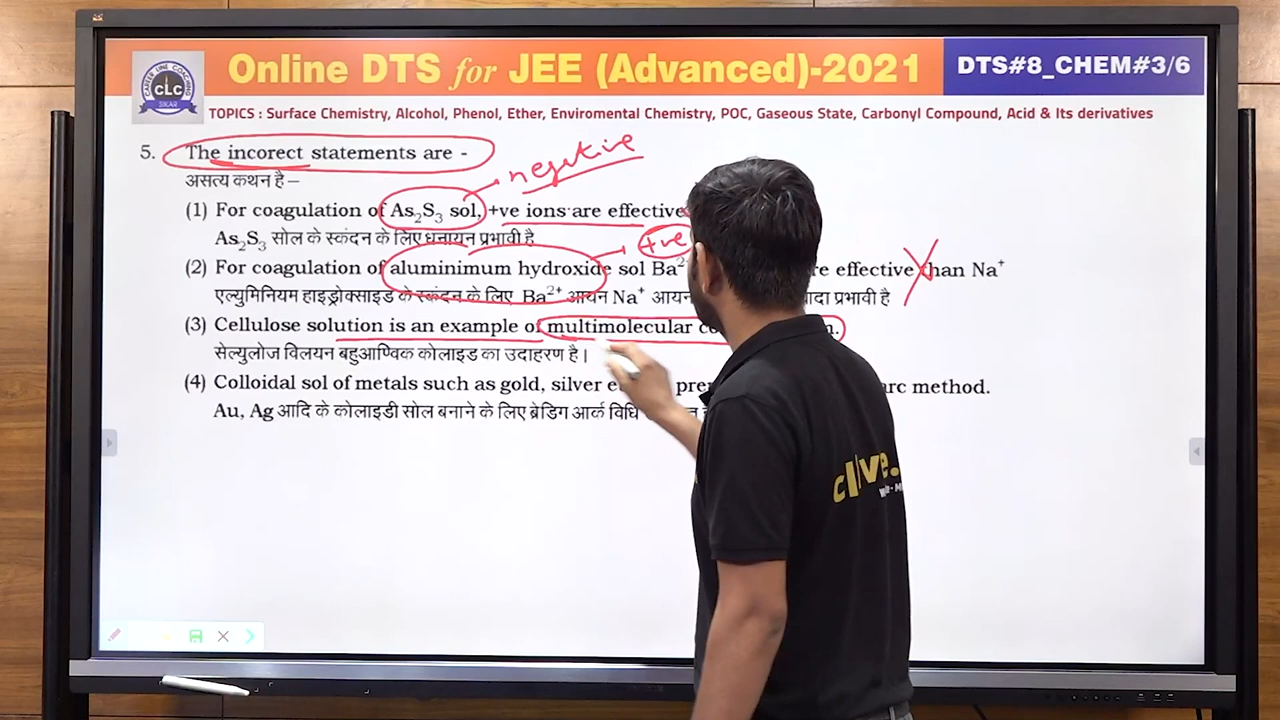 Online DTS for JEE (Advanced)-2021
DTS#8_CHEM#3/6
CAREER LINE COACHING
CLC
SIKAR
TOPICS : Surface Chemistry, Alcohol, Phenol, Ether, Enviromental Chemistry, POC, Gaseous State, Carbonyl Compound, Acid & Its derivatives
5. The incorect statements are -
negative
असत्य कथन है –
(1) For coagulation of As₂S₃ sol, +ve ions are effective
As₂S₃ सोल के स्कंदन के लिए धनायन प्रभावी है
+ve
(2) For coagulation of aluminimum hydroxide sol Ba² effective than Na⁺
एल्युमिनियम हाइड्रोक्साइड के स्कंदन के लिए Ba²⁺ आयन Na⁺ आयन प्रभावी है
(3) Cellulose solution is an example of multimolecular
सेल्युलोज विलयन बहुआण्विक कोलाइड का उदाहरण है।
(4) Colloidal sol of metals such as gold, silver arc method.
Au, Ag आदि के कोलाइडी सोल बनाने के लिए ब्रेडिग आर्क विधि